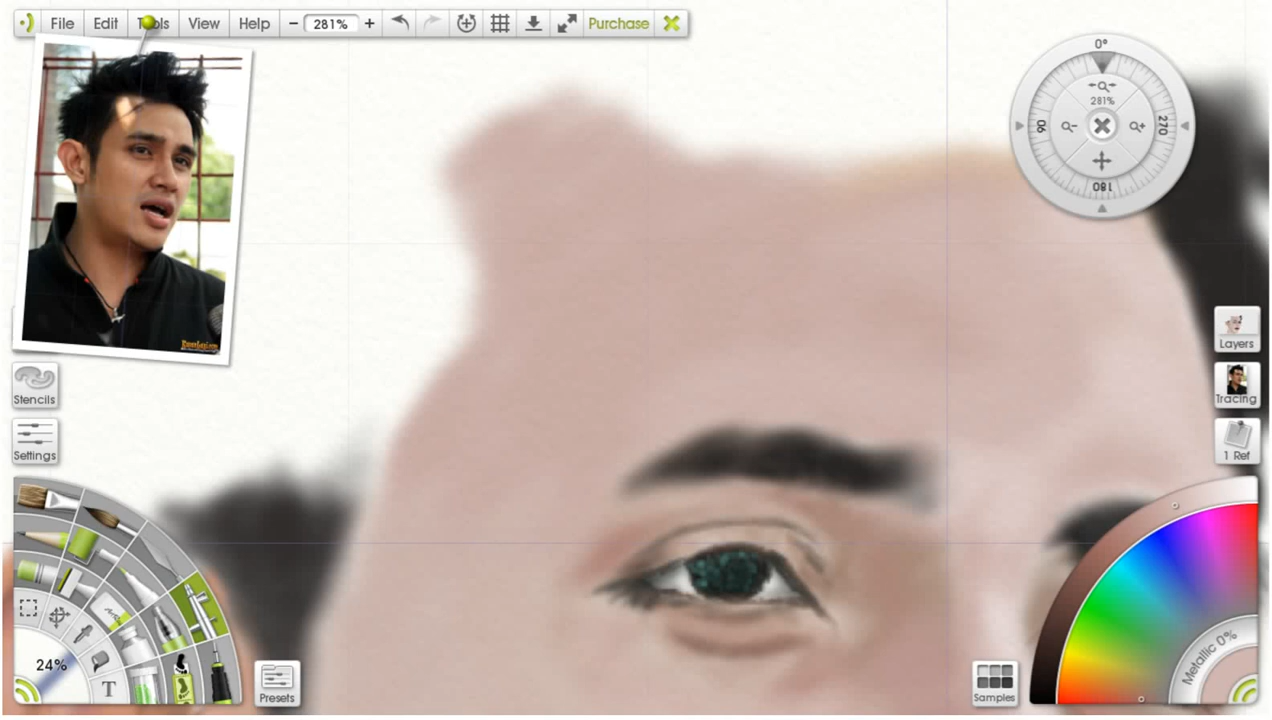 File Edit Tools View Help − 281% + Purchase
0°
281%
90
270
180
Layers
Tracing
1 Ref
Stencils
Settings
24%
T
Presets
Samples
Metallic 0%